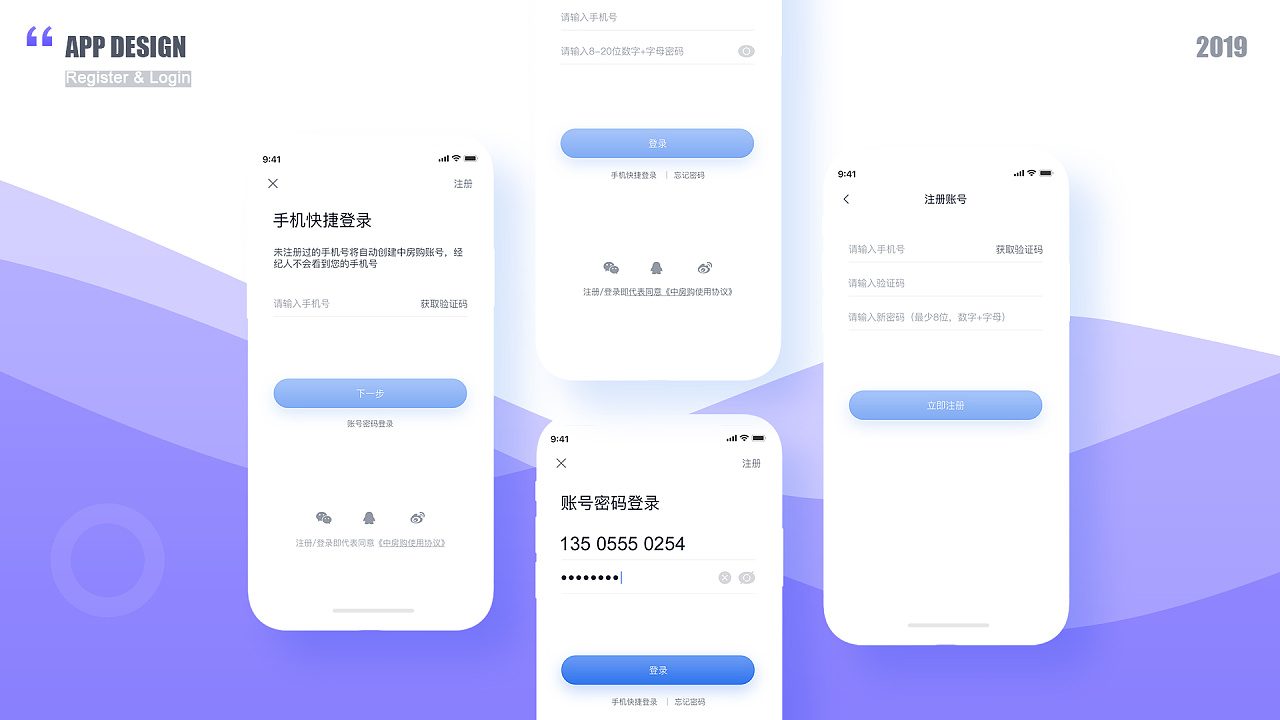 “
APP DESIGN
Register & Login
2019
9:41
注册
手机快捷登录
未注册过的手机号将自动创建中房购账号，经
纪人不会看到您的手机号
请输入手机号 获取验证码
下一步
账号密码登录
注册/登录即代表同意《中房购使用协议》
请输入手机号
请输入8-20位数字+字母密码
登录
手机快捷登录 | 忘记密码
注册/登录即代表同意《中房购使用协议》
9:41
注册
账号密码登录
135 0555 0254
••••••••
登录
手机快捷登录 | 忘记密码
9:41
注册账号
请输入手机号 获取验证码
请输入验证码
请输入新密码（最少8位、数字+字母）
立即注册